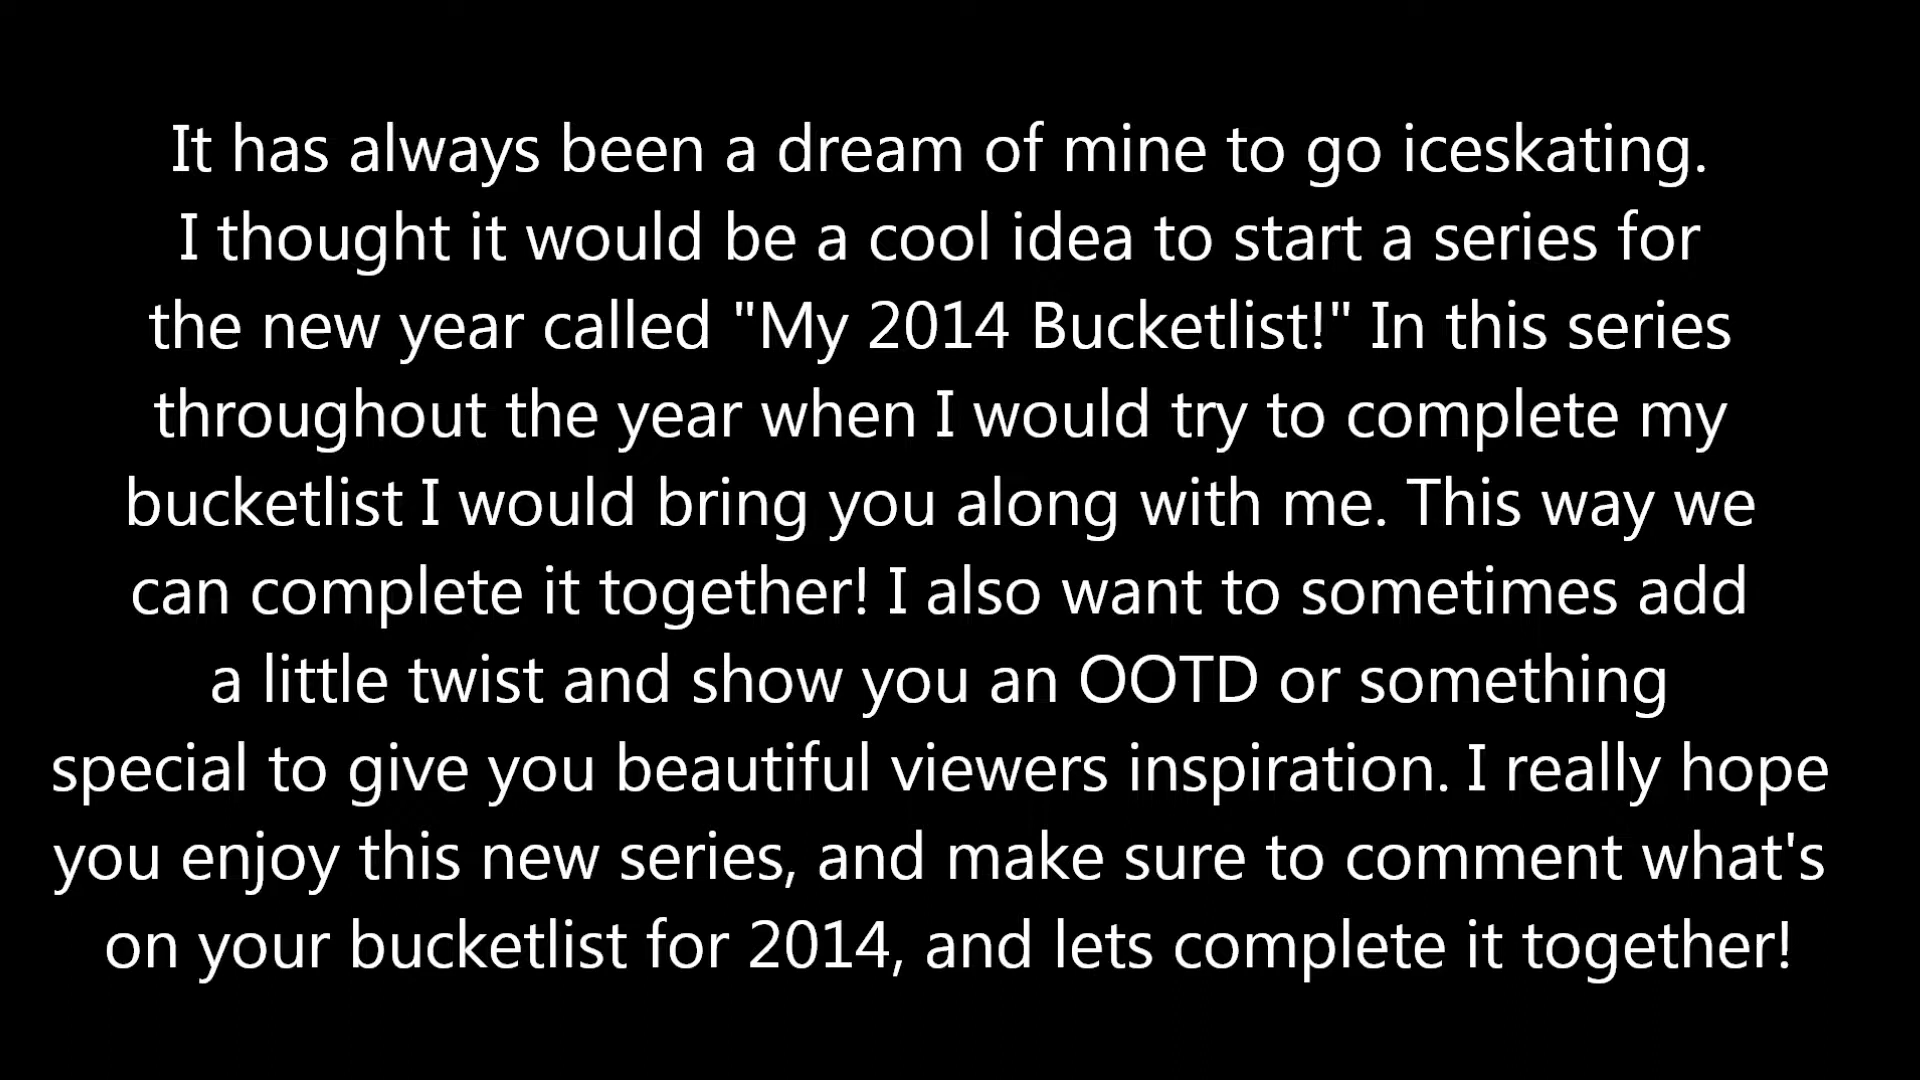 It has always been a dream of mine to go iceskating.
I thought it would be a cool idea to start a series for
the new year called "My 2014 Bucketlist!" In this series
throughout the year when I would try to complete my
bucketlist I would bring you along with me. This way we
can complete it together! I also want to sometimes add
a little twist and show you an OOTD or something
special to give you beautiful viewers inspiration. I really hope
you enjoy this new series, and make sure to comment what's
on your bucketlist for 2014, and lets complete it together!